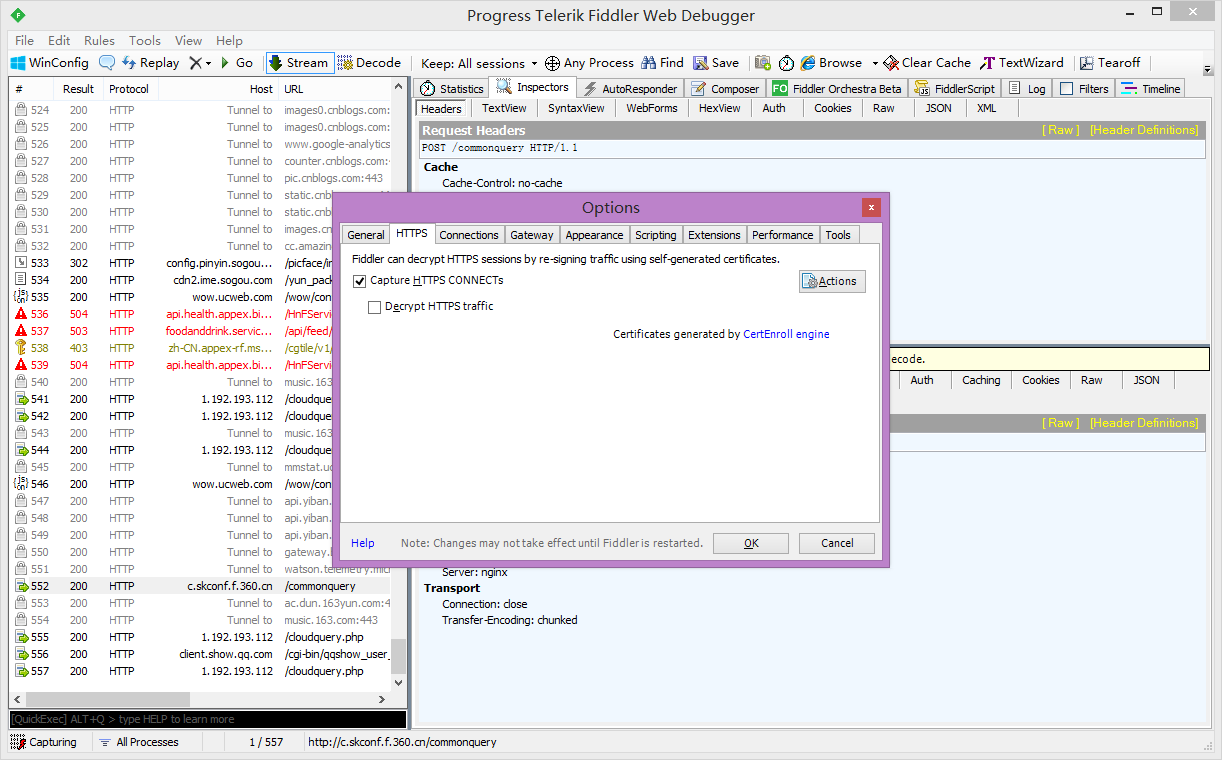 Progress Telerik Fiddler Web Debugger
File Edit Rules Tools View Help
WinConfig Replay Go Stream Decode Keep: All sessions Any Process Find Save Browse Clear Cache TextWizard Tearoff
# Result Protocol Host URL
524 200 HTTP Tunnel to images0.cnblogs.com:
525 200 HTTP Tunnel to images.cnblogs.com:
526 200 HTTP Tunnel to www.google-analytics
527 200 HTTP Tunnel to counter.cnblogs.com:
528 200 HTTP Tunnel to pic.cnblogs.com:443
529 200 HTTP Tunnel to static.cnb
530 200 HTTP Tunnel to static.cnb
531 200 HTTP Tunnel to images.cn
532 200 HTTP Tunnel to cc.amazin
533 302 HTTP config.pinyin.sogou... /picface/in
534 200 HTTP cdn2.ime.sogou.com /yun_pack
535 200 HTTP wow.ucweb.com /wow/con
536 504 HTTP api.health.appex.bi... /HnFServi
537 503 HTTP foodanddrink.servic... /api/feed/
538 403 HTTP zh-CN.appex-rf.ms... /cgtile/v1/
539 504 HTTP api.health.appex.bi... /HnFServi
540 200 HTTP Tunnel to music.163
541 200 HTTP 1.192.193.112 /cloudque
542 200 HTTP 1.192.193.112 /cloudque
543 200 HTTP Tunnel to music.163
544 200 HTTP 1.192.193.112 /cloudque
545 200 HTTP Tunnel to mmstat.uc
546 200 HTTP wow.ucweb.com /wow/con
547 200 HTTP Tunnel to api.yiban.
548 200 HTTP Tunnel to api.yiban.
549 200 HTTP Tunnel to api.yiban.
550 200 HTTP Tunnel to gateway.
551 200 HTTP Tunnel to watson.telemetry.micr
552 200 HTTP c.skconf.f.360.cn /commonquery
553 200 HTTP Tunnel to ac.dun.163yun.com:4
554 200 HTTP Tunnel to music.163.com:443
555 200 HTTP 1.192.193.112 /cloudquery.php
556 200 HTTP client.show.qq.com /cgi-bin/qqshow_user_
557 200 HTTP 1.192.193.112 /cloudquery.php
[QuickExec] ALT+Q > type HELP to learn more
Capturing All Processes 1 / 557 http://c.skconf.f.360.cn/commonquery
Statistics Inspectors AutoResponder Composer FO Fiddler Orchestra Beta FiddlerScript Log Filters Timeline
Headers TextView SyntaxView WebForms HexView Auth Cookies Raw JSON XML
Request Headers [ Raw ] [Header Definitions]
POST /commonquery HTTP/1.1
Cache
Cache-Control: no-cache
ecode.
Auth Caching Cookies Raw JSON
[ Raw ] [Header Definitions]
Server: nginx
Transport
Connection: close
Transfer-Encoding: chunked
Options
General HTTPS Connections Gateway Appearance Scripting Extensions Performance Tools
Fiddler can decrypt HTTPS sessions by re-signing traffic using self-generated certificates.
Capture HTTPS CONNECTs
Actions
Decrypt HTTPS traffic
Certificates generated by CertEnroll engine
Help Note: Changes may not take effect until Fiddler is restarted. OK Cancel